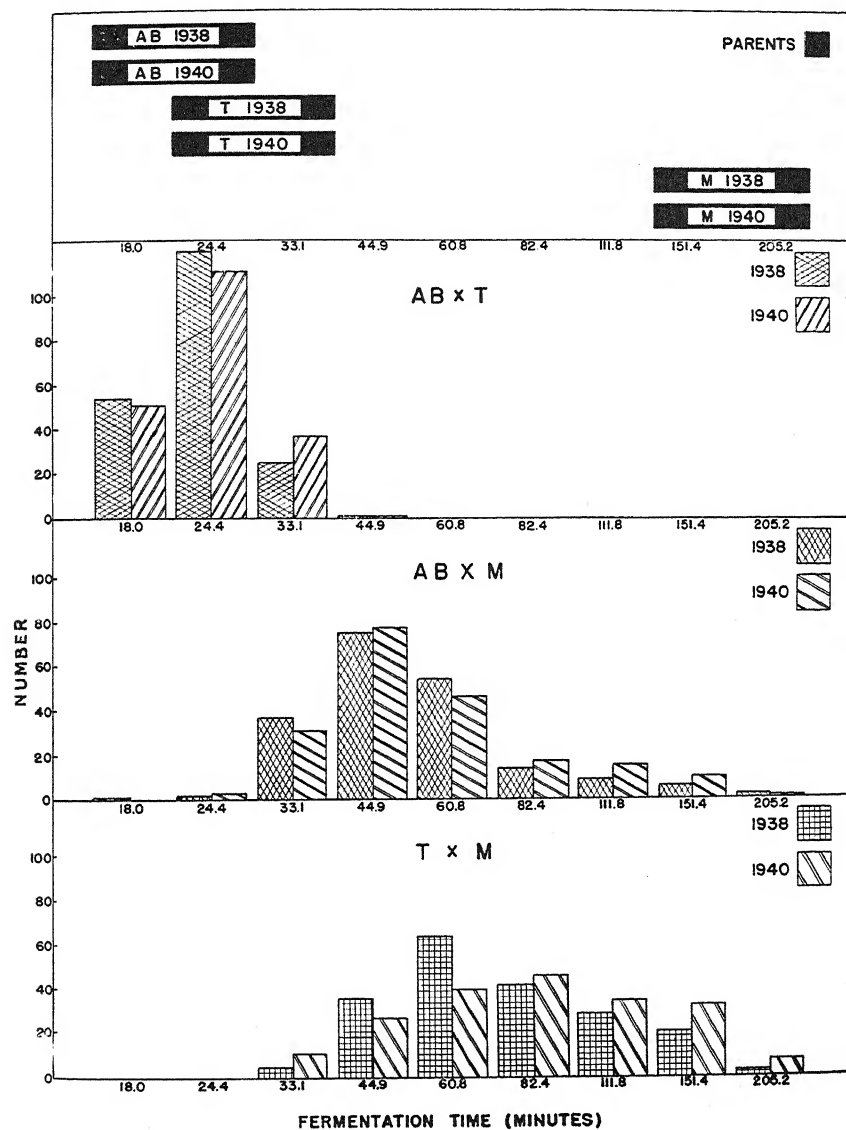 AB 1938
PARENTS
AB 1940
T 1938
T 1940
M 1938
M 1940
18.0 24.4 33.1 44.9 60.8 82.4 111.8 151.4 205.2
1938
AB x T
100
1940
80
60
40
20
0
18.0 24.4 33.1 44.9 60.8 82.4 111.8 151.4 205.2
1938
AB X M
100
1940
80
60
40
20
0
18.0 24.4 33.1 44.9 60.8 82.4 111.8 151.4 205.2
NUMBER
1938
T x M
100
1940
80
60
40
20
0
18.0 24.4 33.1 44.9 60.8 82.4 111.8 151.4 205.2
FERMENTATION TIME (MINUTES)